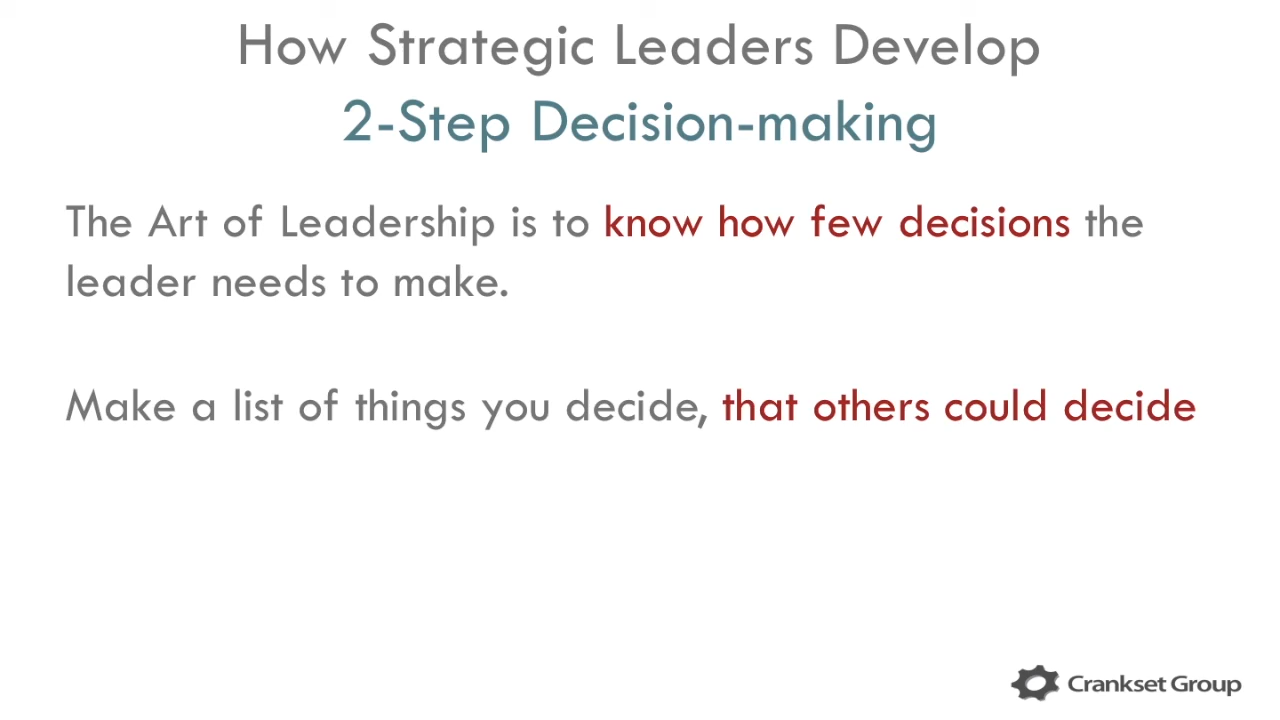 How Strategic Leaders Develop
2-Step Decision-making
The Art of Leadership is to know how few decisions the
leader needs to make.
Make a list of things you decide, that others could decide
Crankset Group